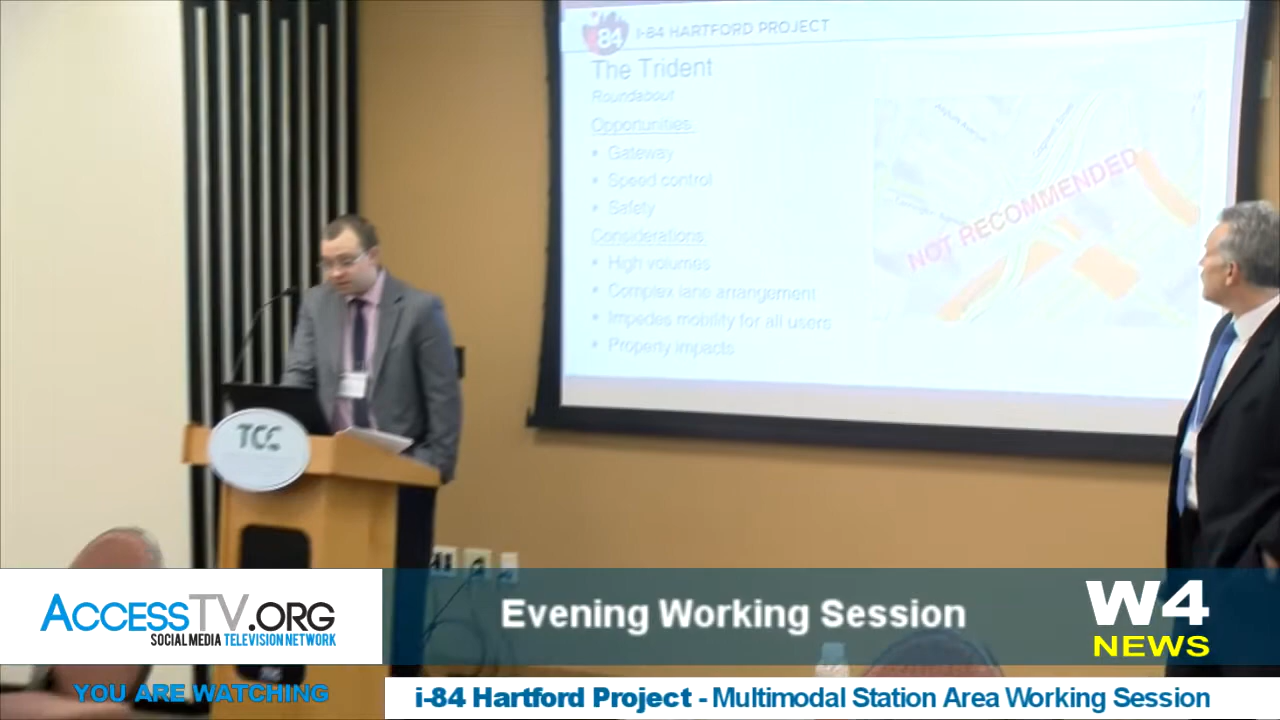 84 I-84 HARTFORD PROJECT
The Trident
Roundabout
Opportunities:
• Gateway
• Speed control
• Safety
Considerations:
• High volumes
• Complex lane arrangement
• Impedes mobility for all users
• Property impacts
NOT RECOMMENDED
TCC
ACCESSTV.ORG
SOCIAL MEDIA TELEVISION NETWORK
Evening Working Session
W4
NEWS
YOU ARE WATCHING
i-84 Hartford Project - Multimodal Station Area Working Session